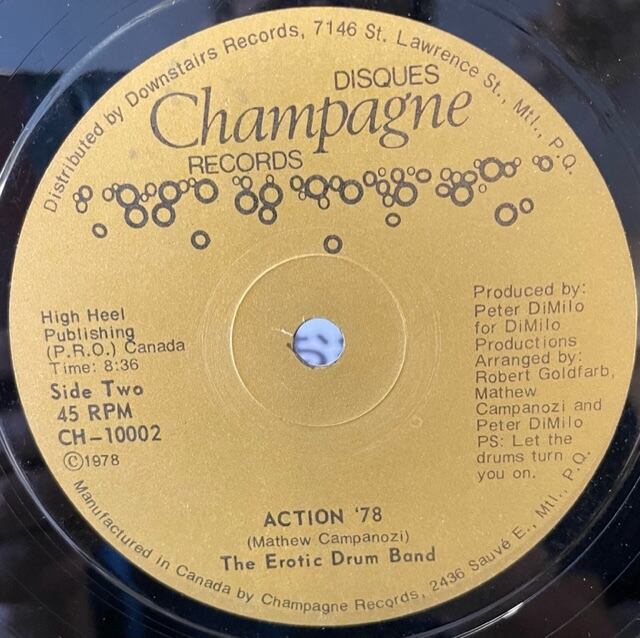 Distributed by Downstairs Records, 7146 St. Lawrence St., Mtl., P.Q.
DISQUES
Champagne
RECORDS
High Heel
Publishing
(P.R.O.) Canada
Time: 8:36
Side Two
45 RPM
CH-10002
©1978
Produced by:
Peter DiMilo
for DiMilo
Productions
Arranged by:
Robert Goldfarb,
Mathew
Campanozi and
Peter DiMilo
PS: Let the
drums turn
you on.
ACTION '78
(Mathew Campanozi)
The Erotic Drum Band
Manufactured in Canada by Champagne Records, 2436 Sauvé E., Mtl., P.Q.